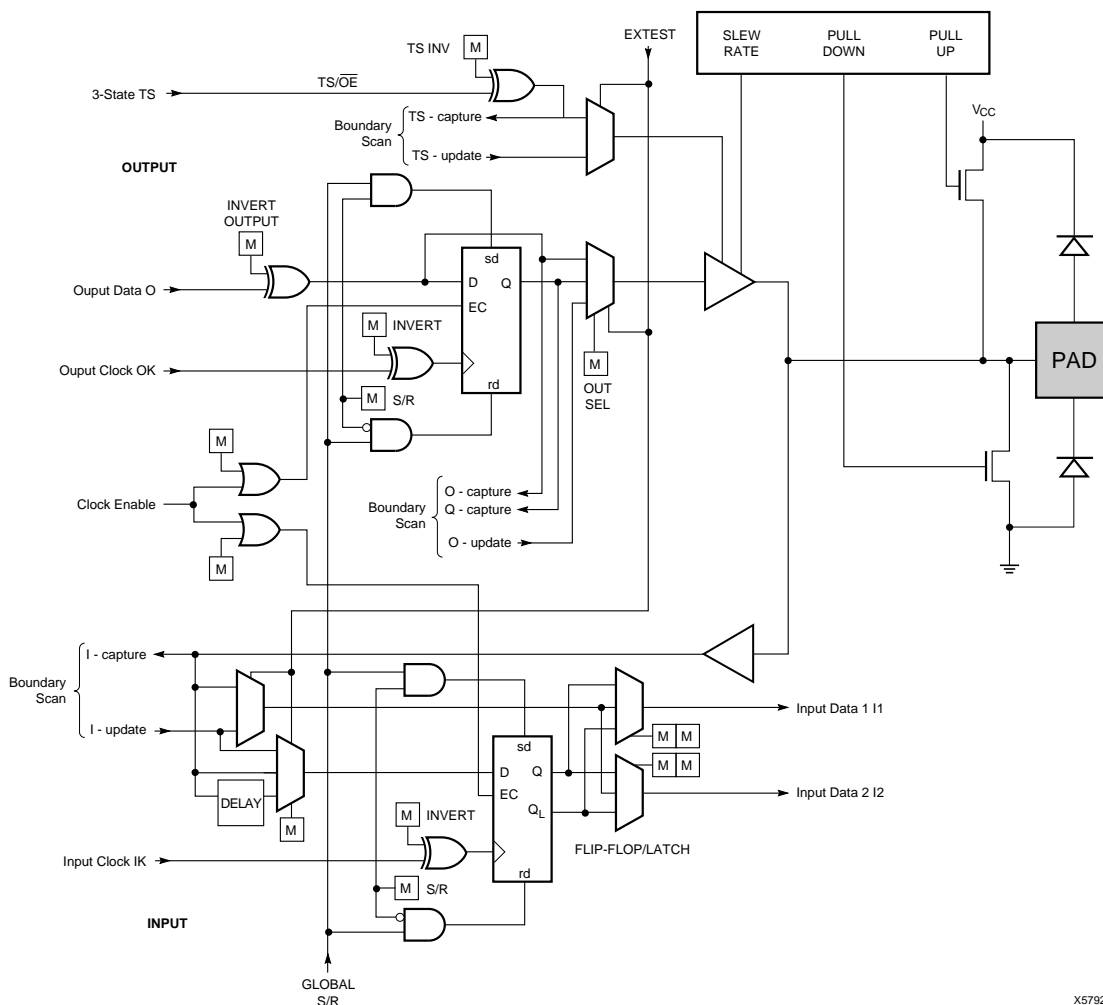 EXTEST
SLEW
RATE
PULL
DOWN
PULL
UP
TS INV
M
TS/OE
3-State TS
TS - capture
Boundary
Scan
TS - update
VCC
OUTPUT
INVERT
OUTPUT
M
sd
D
Q
Ouput Data O
EC
M
INVERT
PAD
Ouput Clock OK
M
rd
OUT
SEL
M
S/R
M
Clock Enable
O - capture
Q - capture
Boundary
Scan
O - update
M
I - capture
Boundary
Scan
I - update
Input Data 1 I1
M M
sd
M M
D
Q
DELAY
EC
Input Data 2 I2
M
QL
M
INVERT
FLIP-FLOP/LATCH
Input Clock IK
rd
M
S/R
INPUT
GLOBAL
S/R
X5792